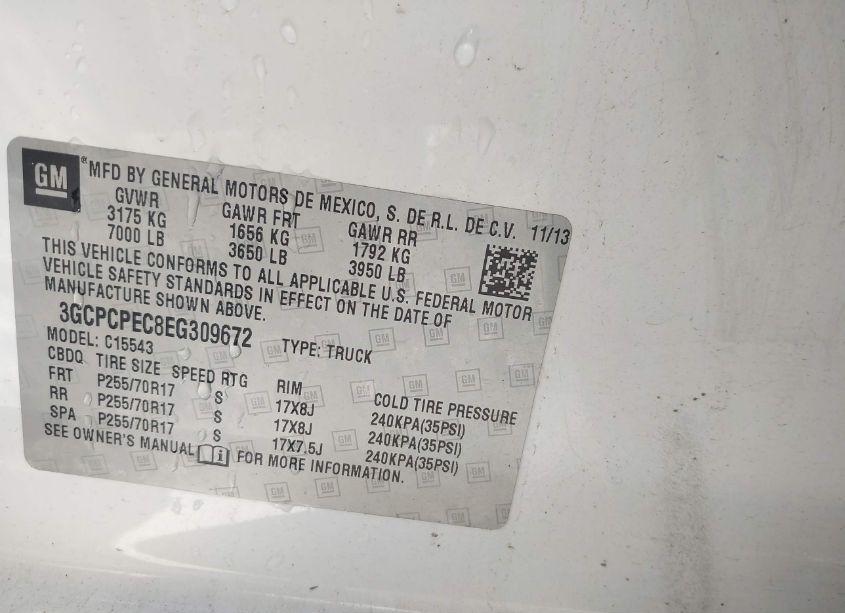 GM ® MFD BY GENERAL MOTORS DE MEXICO, S. DE R.L. DE C.V. 11/13
GVWR GAWR FRT GAWR RR
3175 KG 1656 KG 1792 KG
7000 LB 3650 LB 3950 LB
THIS VEHICLE CONFORMS TO ALL APPLICABLE U.S. FEDERAL MOTOR
VEHICLE SAFETY STANDARDS IN EFFECT ON THE DATE OF
MANUFACTURE SHOWN ABOVE.
3GCPCPEC8EG309672 TYPE: TRUCK
MODEL: C15543
CBDQ TIRE SIZE SPEED RTG RIM COLD TIRE PRESSURE
FRT P255/70R17 S 17X8J 240KPA(35PSI)
RR P255/70R17 S 17X8J 240KPA(35PSI)
SPA P255/70R17 S 17X7.5J 240KPA(35PSI)
SEE OWNER'S MANUAL i FOR MORE INFORMATION.